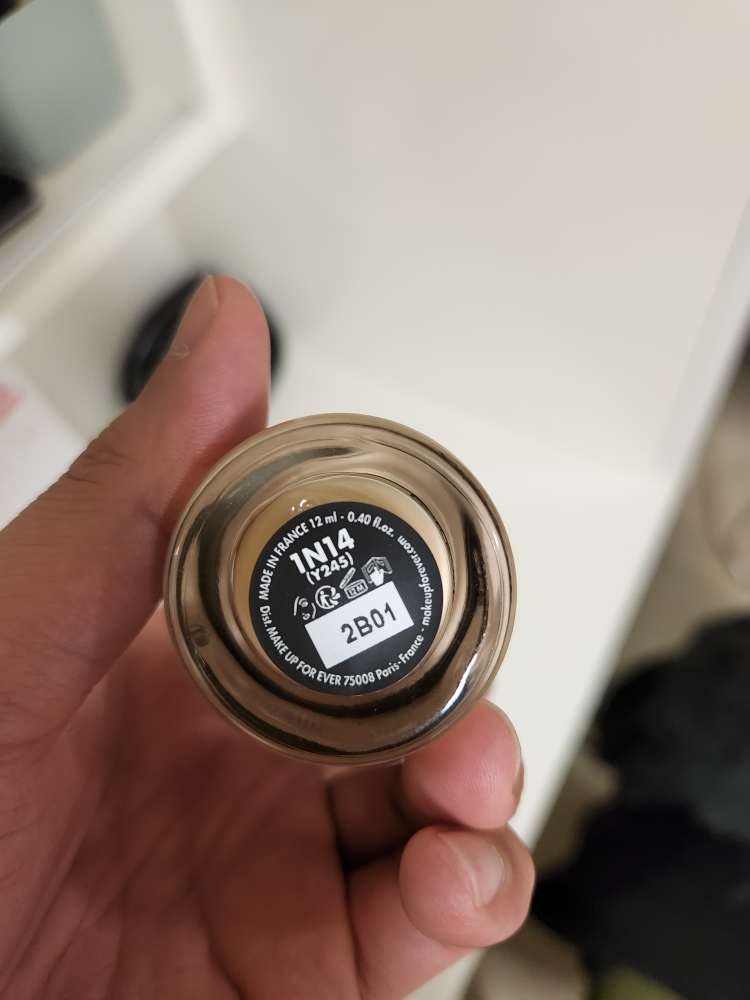 MADE IN FRANCE 12 ml - 0.40 fl.oz. makeupforever.com
1N14
(Y245)
12M
2B01
Dist. MAKE UP FOR EVER 75008 Paris-France -